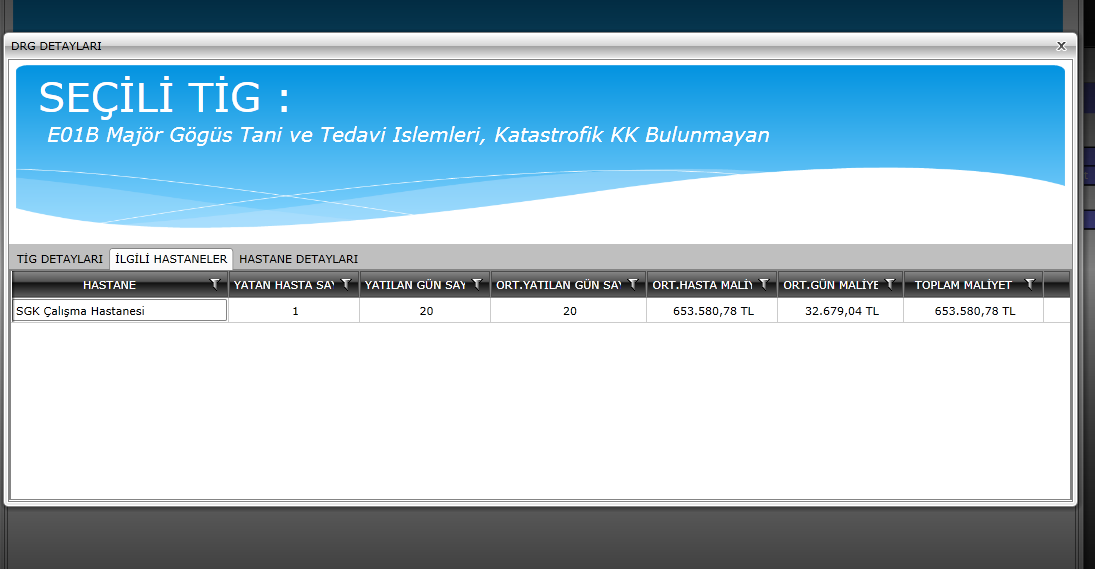 DRG DETAYLARI
x
SEÇİLİ TİG :
E01B Majör Gögüs Tani ve Tedavi Islemleri, Katastrofik KK Bulunmayan
TİG DETAYLARI İLGİLİ HASTANELER HASTANE DETAYLARI
HASTANE YATAN HASTA SAY YATILAN GÜN SAY ORT.YATILAN GÜN SAY ORT.HASTA MALİY ORT.GÜN MALİYE TOPLAM MALİYET
SGK Çalışma Hastanesi 1 20 20 653.580,78 TL 32.679,04 TL 653.580,78 TL